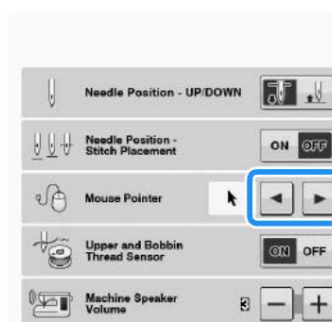 Needle Position - UP/DOWN
Needle Position -
Stitch Placement
ON OFF
Mouse Pointer
Upper and Bobbin
Thread Sensor
ON OFF
Machine Speaker
Volume
3 - +